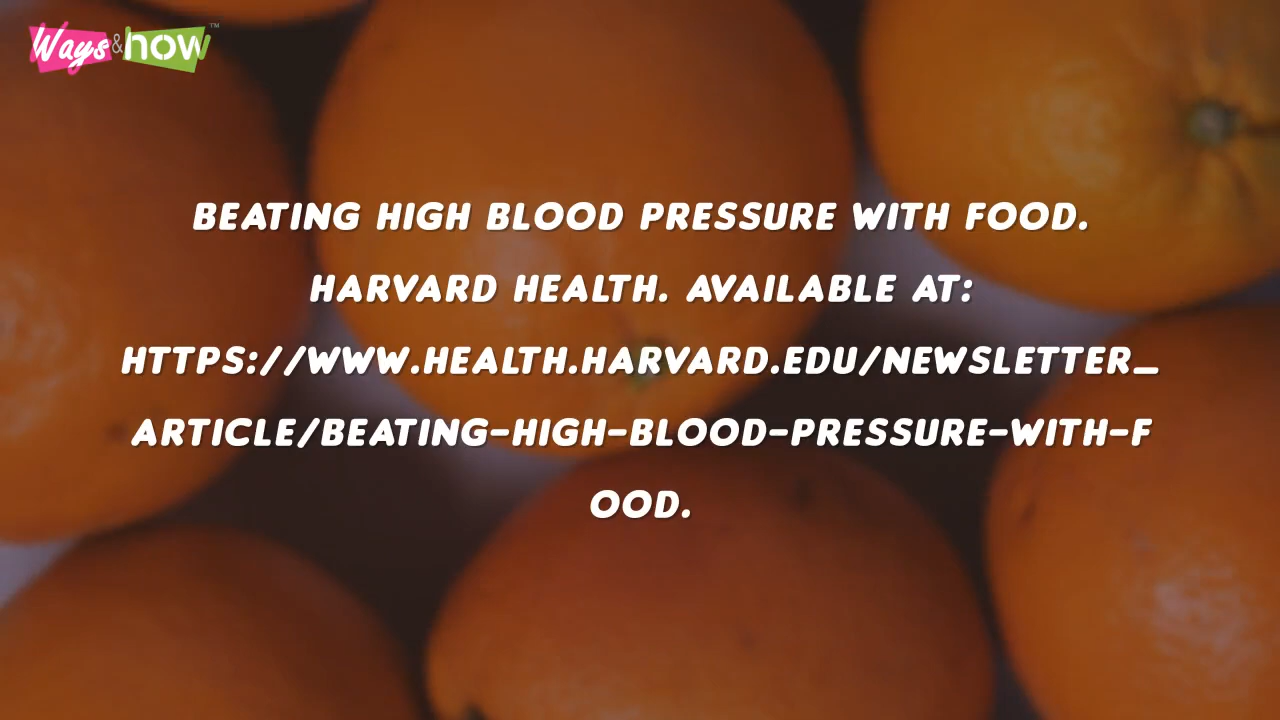 Ways & how ™
BEATING HIGH BLOOD PRESSURE WITH FOOD.
HARVARD HEALTH. AVAILABLE AT:
HTTPS://WWW.HEALTH.HARVARD.EDU/NEWSLETTER_
ARTICLE/BEATING-HIGH-BLOOD-PRESSURE-WITH-F
OOD.